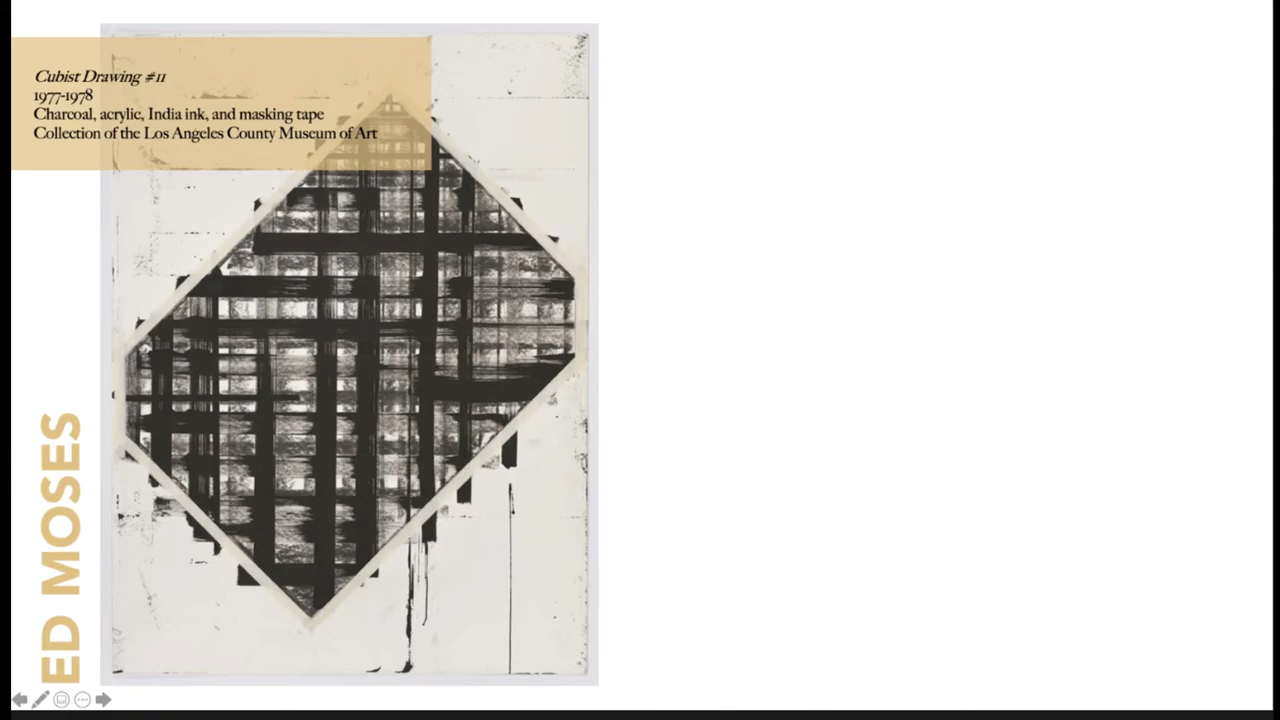 Cubist Drawing #11
1977-1978
Charcoal, acrylic, India ink, and masking tape
Collection of the Los Angeles County Museum of Art
ED MOSES